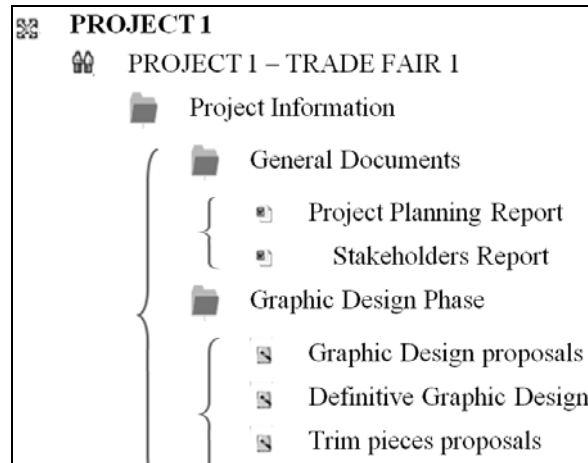 PROJECT 1
PROJECT 1 – TRADE FAIR 1
Project Information
General Documents
Project Planning Report
Stakeholders Report
Graphic Design Phase
Graphic Design proposals
Definitive Graphic Design
Trim pieces proposals